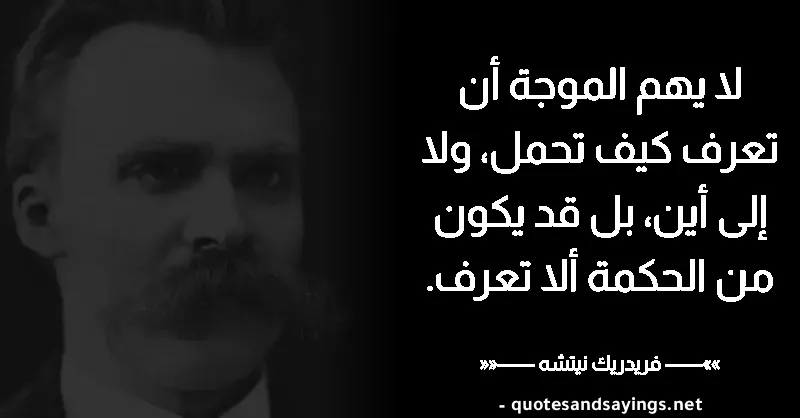 لا يهم الموجة أن
تعرف كيف تحمل، ولا
إلى أين، بل قد يكون
من الحكمة ألا تعرف.
»»—— فريدريك نيتشه ——««
- quotesandsayings.net